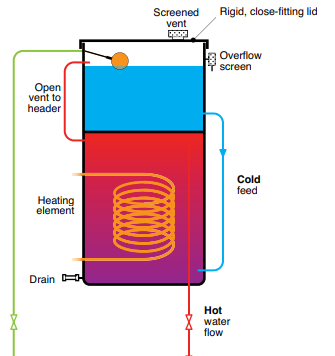 Screened
vent
Rigid, close-fitting lid
Overflow
screen
Open
vent to
header
Cold
feed
Heating
element
Drain
Hot
water
flow